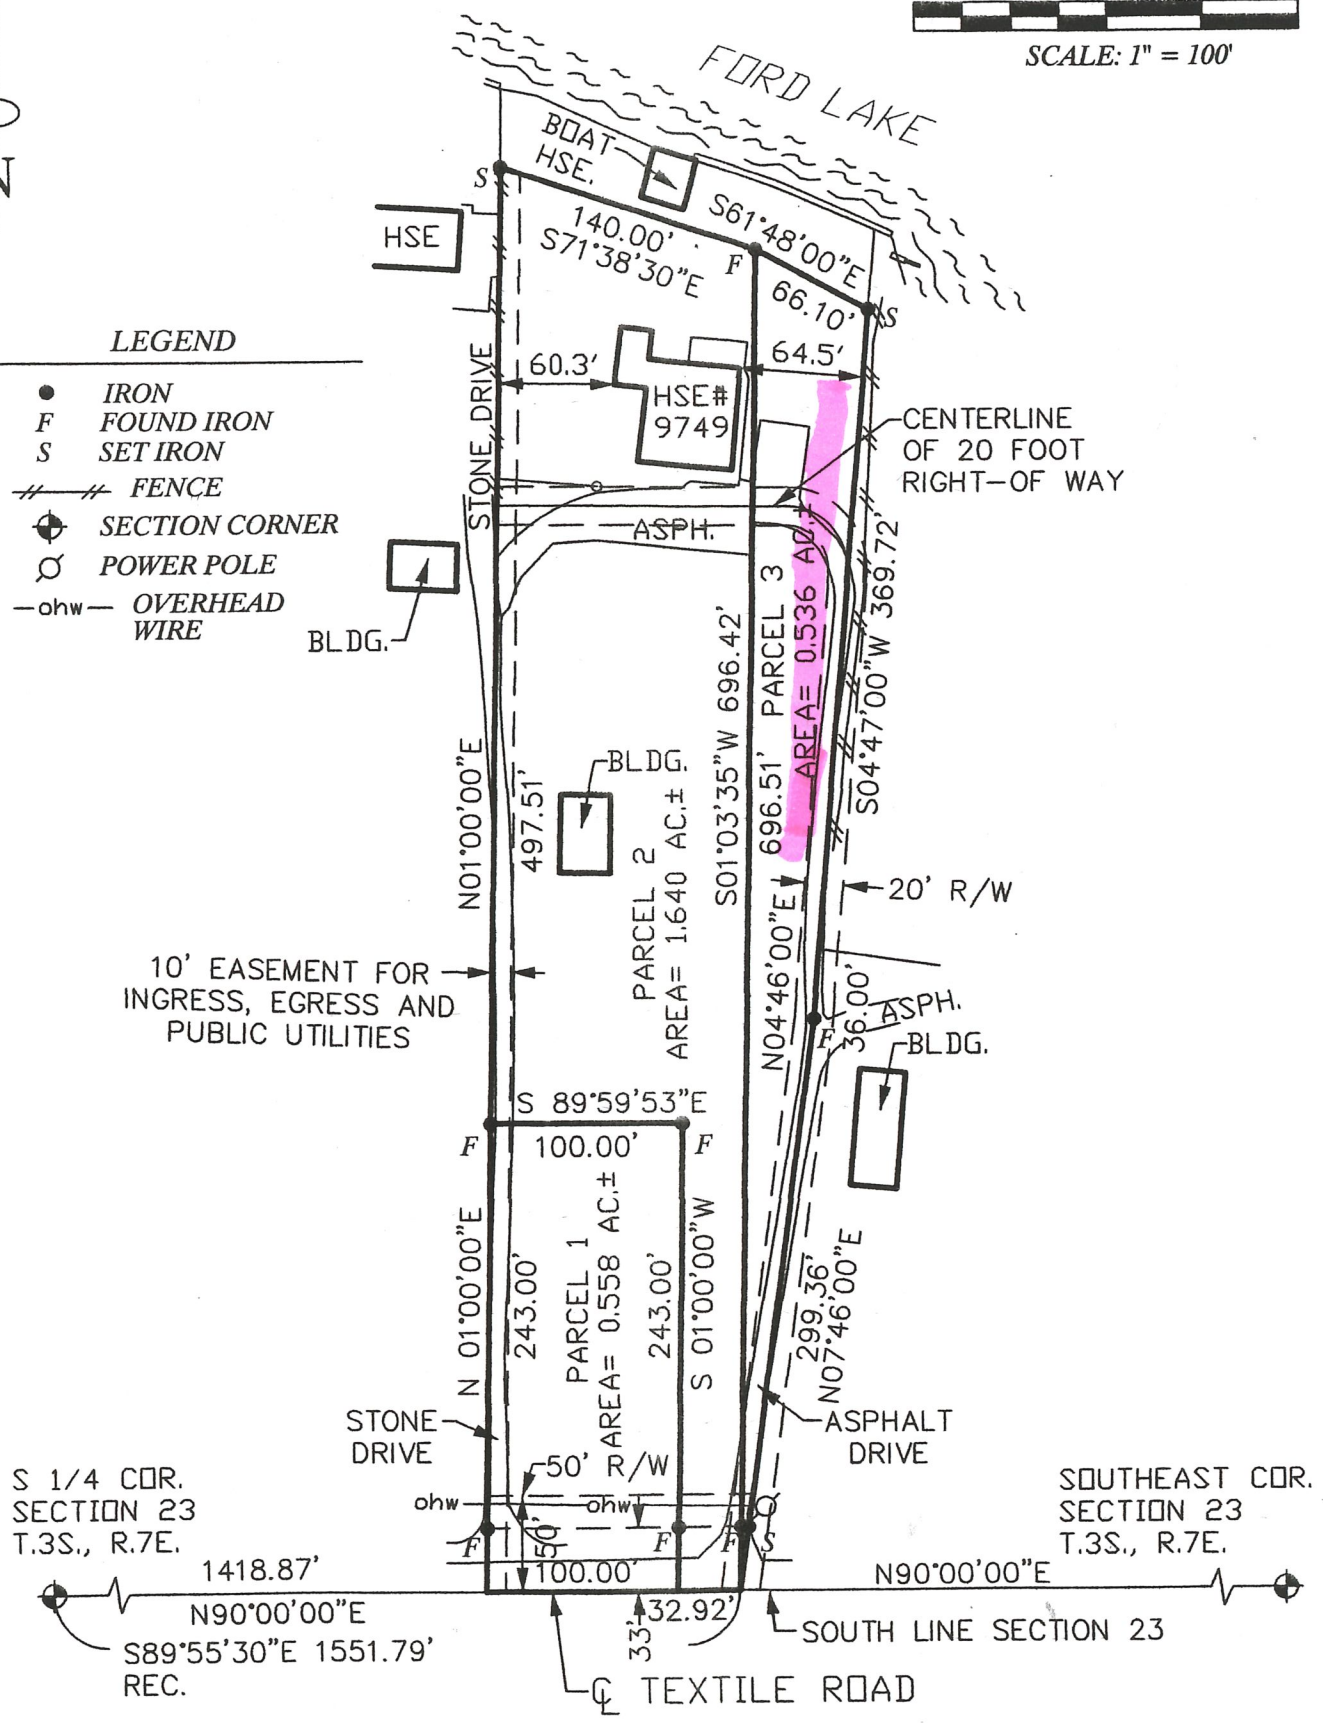 SCALE: 1" = 100'
N
FORD LAKE
BOAT
HSE.
S
HSE
140.00'
S71°38'30"E
F
S61°48'00"E
66.10'
S
LEGEND
IRON
F FOUND IRON
S SET IRON
FENCE
SECTION CORNER
POWER POLE
ohw OVERHEAD
WIRE
STONE DRIVE
60.3'
HSE#
9749
64.5'
CENTERLINE
OF 20 FOOT
RIGHT-OF WAY
ASPH.
BLDG.
PARCEL 3
AREA= 0.536 AC.±
S04°47'00"W 369.72'
S01°03'35"W 696.42'
696.51'
N01°00'00"E
497.51'
BLDG.
PARCEL 2
AREA= 1.640 AC.±
20' R/W
N04°46'00"E
36.00'
10' EASEMENT FOR
INGRESS, EGRESS AND
PUBLIC UTILITIES
ASPH.
F
BLDG.
S 89°59'53"E
100.00'
F
F
N 01°00'00"E
243.00'
PARCEL 1
AREA= 0.558 AC.±
243.00'
S 01°00'00"W
299.36'
N07°46'00"E
STONE
DRIVE
ASPHALT
DRIVE
50' R/W
ohw
ohw
S 1/4 COR.
SECTION 23
T.3S., R.7E.
SOUTHEAST COR.
SECTION 23
T.3S., R.7E.
F
50'
F
F
S
1418.87'
N90°00'00"E
100.00'
N90°00'00"E
32.92'
33'
S89°55'30"E 1551.79'
REC.
SOUTH LINE SECTION 23
℄ TEXTILE ROAD